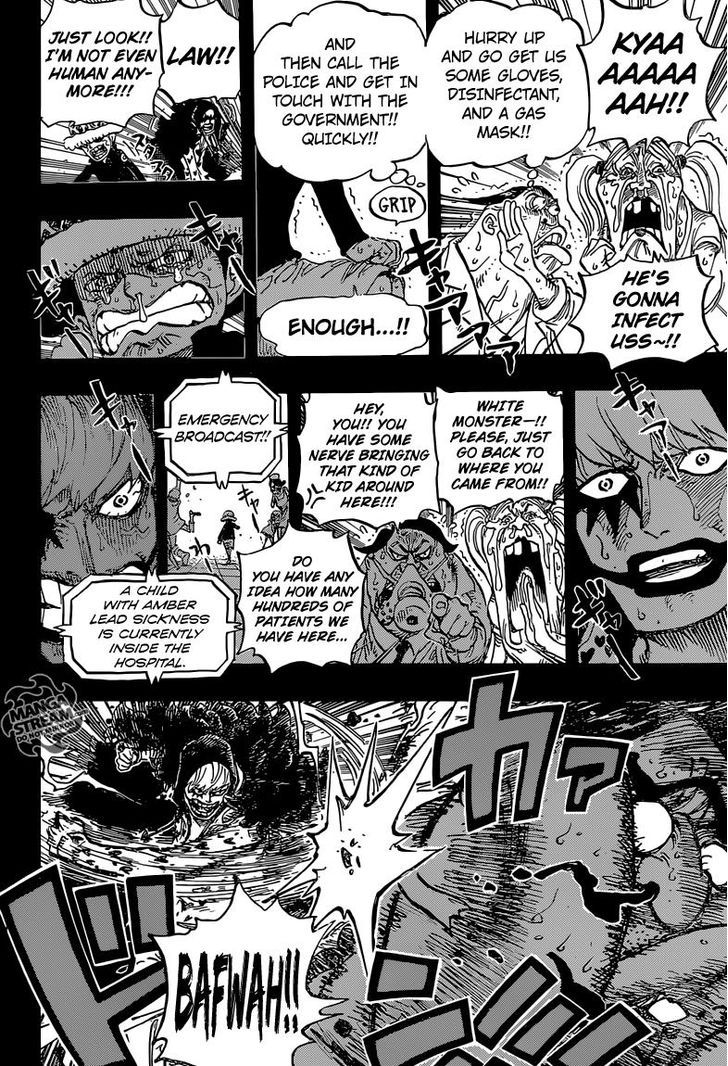 KYAA
AAAAA
AAH!!
HURRY UP
AND GO GET US
SOME GLOVES,
DISINFECTANT,
AND A GAS
MASK!!
AND
THEN CALL THE
POLICE AND GET IN
TOUCH WITH THE
GOVERNMENT!!
QUICKLY!!
LAW!!
JUST LOOK!!
I'M NOT EVEN
HUMAN ANY-
MORE!!!
HE'S
GONNA
INFECT
USS~!!
GRIP
ENOUGH...!!
WHITE
MONSTER—!!
PLEASE, JUST
GO BACK TO
WHERE YOU
CAME FROM!!
HEY,
YOU!! YOU
HAVE SOME
NERVE BRINGING
THAT KIND OF
KID AROUND
HERE!!!
DO
YOU HAVE ANY
IDEA HOW MANY
HUNDREDS OF
PATIENTS WE
HAVE HERE...
EMERGENCY
BROADCAST!!
A CHILD
WITH AMBER
LEAD SICKNESS
IS CURRENTLY
INSIDE THE
HOSPITAL.
カァ
BAFWAH!!
MANGA
STREAM